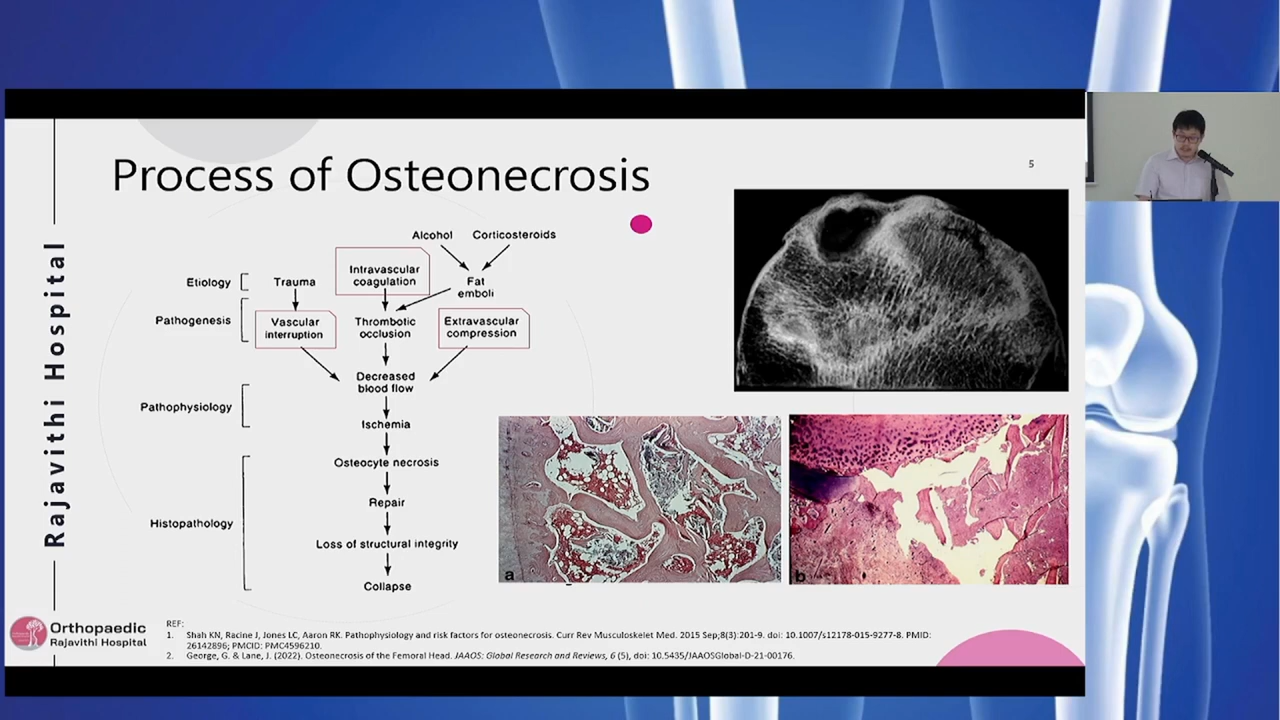 Process of Osteonecrosis
5
Rajavithi Hospital
Alcohol
Corticosteroids
Etiology
Trauma
Intravascular
coagulation
Fat
emboli
Pathogenesis
Vascular
interruption
Thrombotic
occlusion
Extravascular
compression
Decreased
blood flow
Pathophysiology
Ischemia
Osteocyte necrosis
Repair
Histopathology
Loss of structural integrity
Collapse
a
b
Orthopaedic
Rajavithi Hospital
REF:
1. Shah KN, Racine J, Jones LC, Aaron RK. Pathophysiology and risk factors for osteonecrosis. Curr Rev Musculoskelet Med. 2015 Sep;8(3):201-9. doi: 10.1007/s12178-015-9277-8. PMID:
26142896; PMCID: PMC4596210.
2. George, G. & Lane, J. (2022). Osteonecrosis of the Femoral Head. JAAOS: Global Research and Reviews, 6 (5), doi: 10.5435/JAAOSGlobal-D-21-00176.